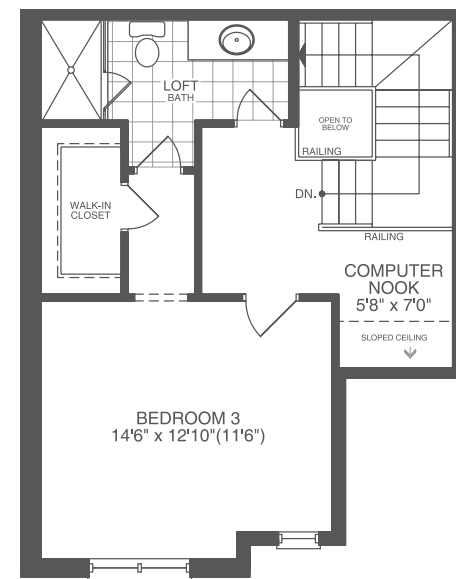 LOFT
BATH
OPEN TO
BELOW
RAILING
WALK-IN
CLOSET
DN.
RAILING
COMPUTER
NOOK
5'8" x 7'0"
SLOPED CEILING
BEDROOM 3
14'6" x 12'10"(11'6")